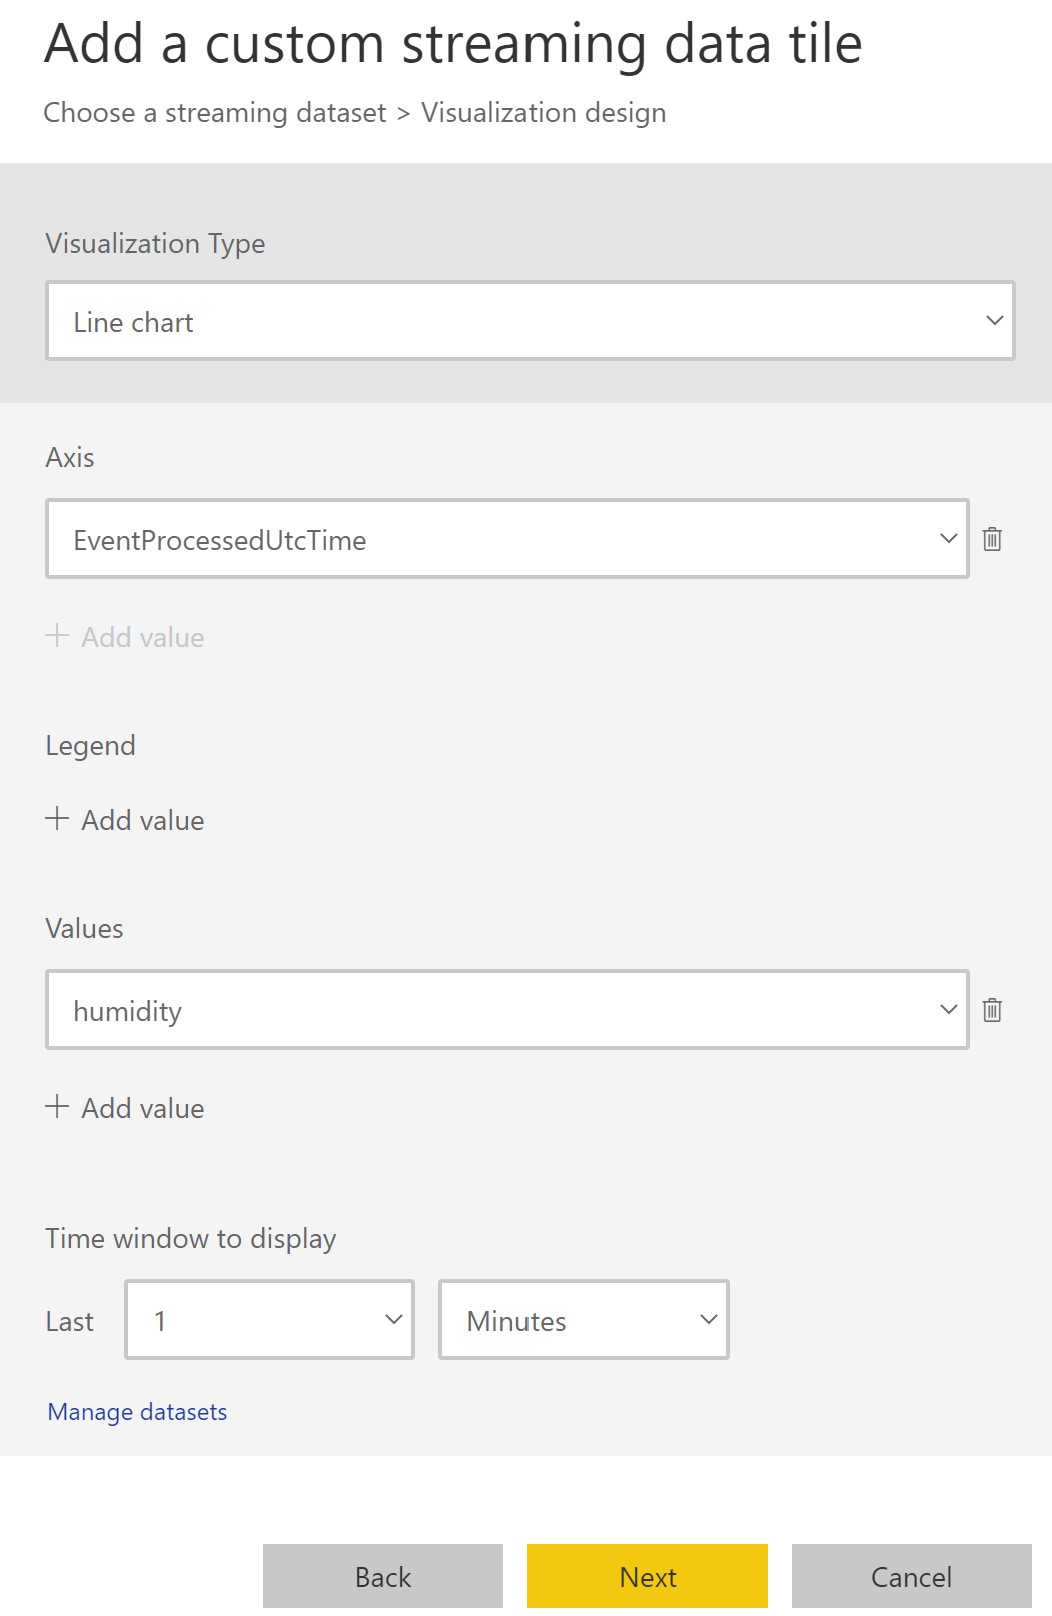 Add a custom streaming data tile
Choose a streaming dataset > Visualization design
Visualization Type
Line chart
Axis
EventProcessedUtcTime
+ Add value
Legend
+ Add value
Values
humidity
+ Add value
Time window to display
Last 1 Minutes
Manage datasets
Back Next Cancel